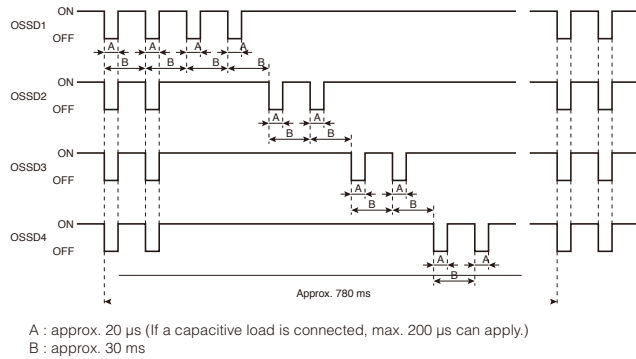 ON
OSSD1
OFF
A A A A
B B B B
ON
OSSD2
OFF
A A
B B
ON
OSSD3
OFF
A A
B B
ON
OSSD4
OFF
A A
B
Approx. 780 ms
A : approx. 20 µs (If a capacitive load is connected, max. 200 µs can apply.)
B : approx. 30 ms